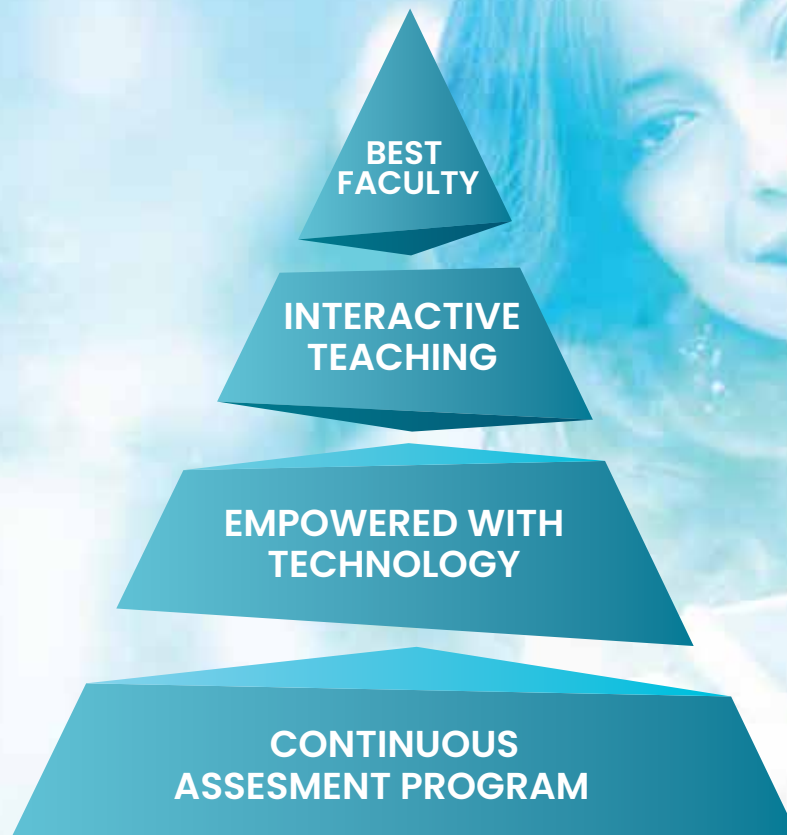 BEST
FACULTY
INTERACTIVE
TEACHING
EMPOWERED WITH
TECHNOLOGY
CONTINUOUS
ASSESMENT PROGRAM